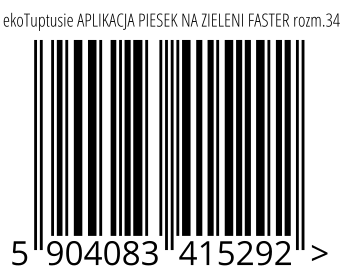 ekoTuptusie APLIKACJA PIESEK NA ZIELENI FASTER rozm.34
5 904083 415292 >